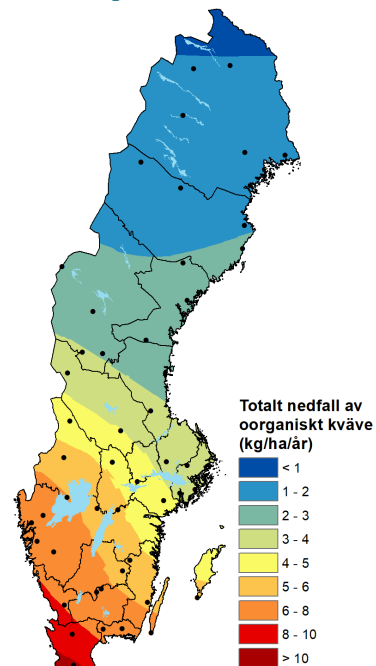 Totalt nedfall av
oorganiskt kväve
(kg/ha/år)
< 1
1 - 2
2 - 3
3 - 4
4 - 5
5 - 6
6 - 8
8 - 10
> 10